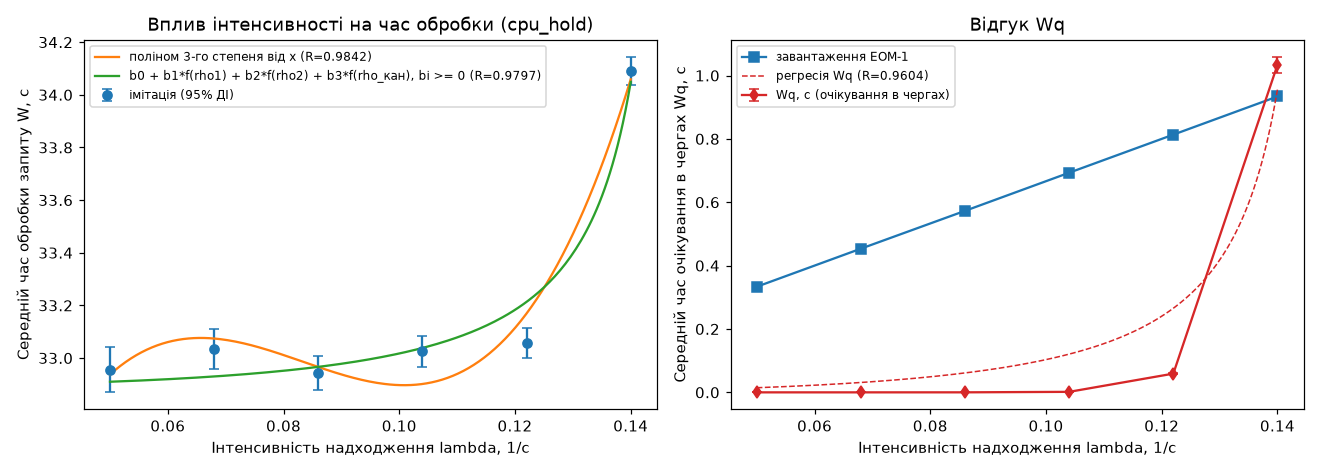 Вплив інтенсивності на час обробки (cpu_hold)
34.2
34.0
33.8
33.6
33.4
33.2
33.0
Середній час обробки запиту W, с
поліном 3-го степеня від x (R=0.9842)
b0 + b1*f(rho1) + b2*f(rho2) + b3*f(rho_кан), bi >= 0 (R=0.9797)
імітація (95% ДІ)
0.06
0.08
0.10
0.12
0.14
Інтенсивність надходження lambda, 1/с
Відгук Wq
1.0
0.8
0.6
0.4
0.2
0.0
Середній час очікування в чергах Wq, с
завантаження ЕОМ-1
регресія Wq (R=0.9604)
Wq, с (очікування в чергах)
0.06
0.08
0.10
0.12
0.14
Інтенсивність надходження lambda, 1/с